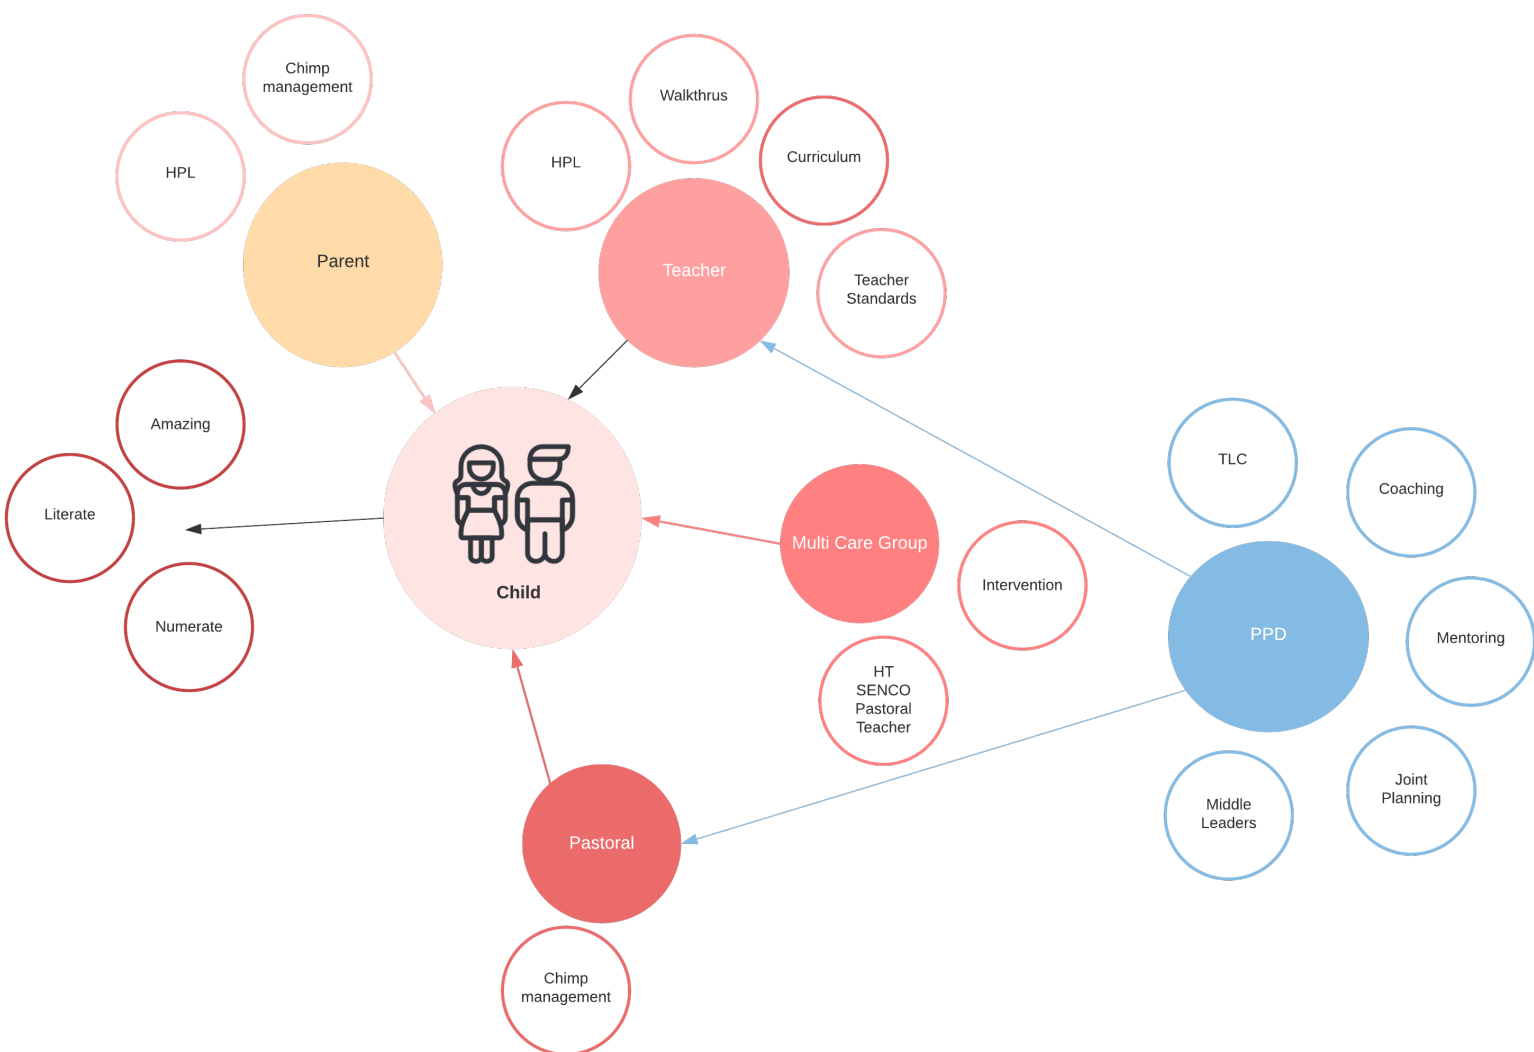 Chimp
management
HPL
Parent
Walkthrus
HPL
Curriculum
Teacher
Teacher
Standards
Amazing
Literate
Numerate
Child
Multi Care Group
Intervention
HT
SENCO
Pastoral
Teacher
Pastoral
Chimp
management
TLC
Coaching
PPD
Mentoring
Joint
Planning
Middle
Leaders